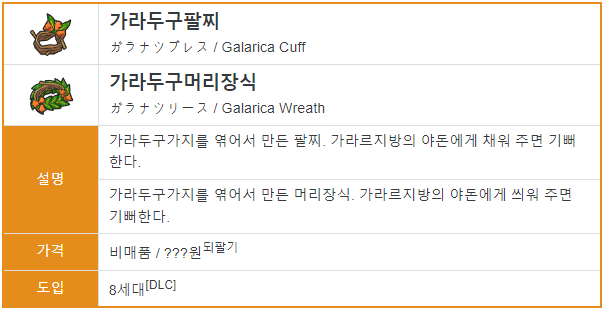 가라두구팔찌
ガラナツブレス / Galarica Cuff
가라두구머리장식
ガラナツリース / Galarica Wreath
설명
가라두구가지를 엮어서 만든 팔찌. 가라르지방의 야돈에게 채워 주면 기뻐
한다.
가라두구가지를 엮어서 만든 머리장식. 가라르지방의 야돈에게 씌워 주면
기뻐한다.
가격
비매품 / ???원되팔기
도입
8세대[DLC]